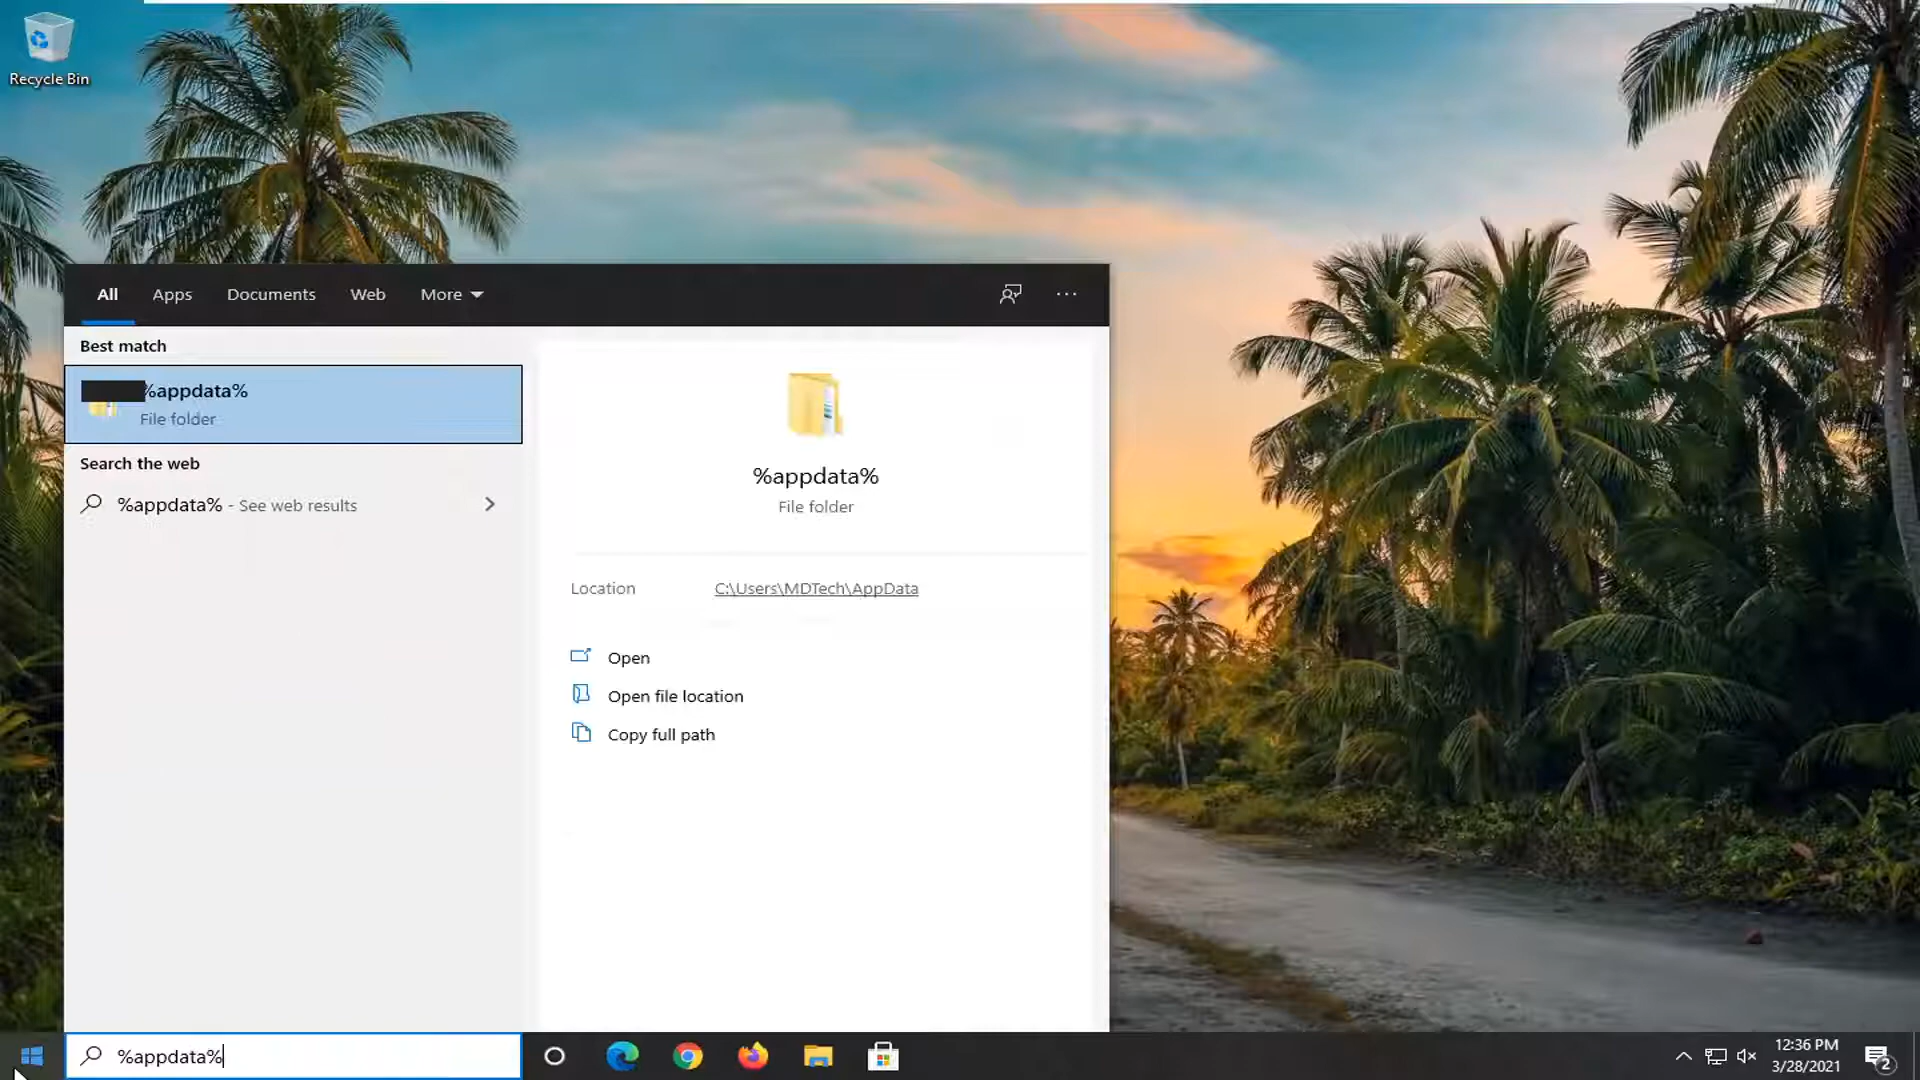 Recycle Bin
All Apps Documents Web More ...
Best match
%appdata%
File folder
Search the web
%appdata% - See web results
%appdata%
File folder
Location C:\Users\MDTech\AppData
Open
Open file location
Copy full path
%appdata%
12:36 PM
3/28/2021
2